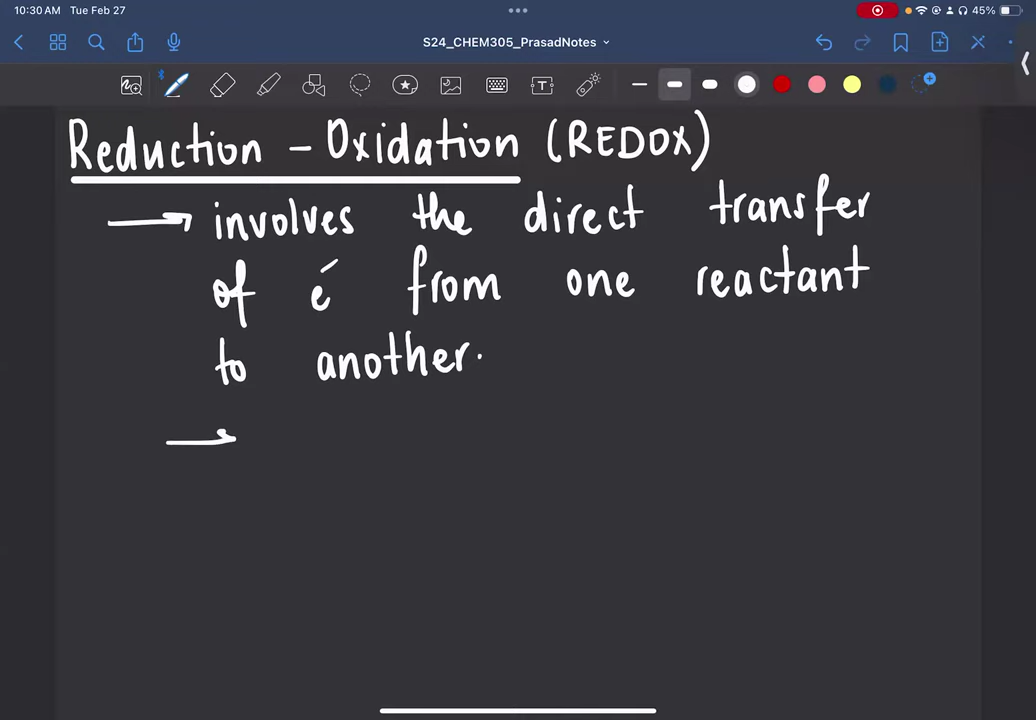 10:30 AM Tue Feb 27
45%
S24_CHEM305_PrasadNotes
Reduction - Oxidation (REDOX)
→ involves the direct transfer
of é from one reactant
to another.
→